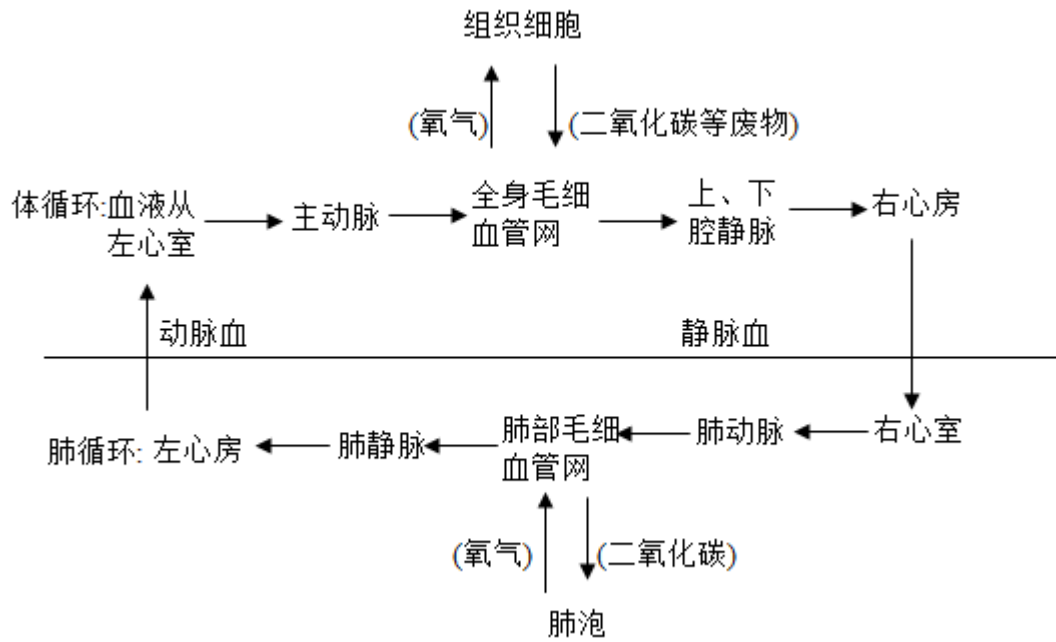 组织细胞
(氧气)
(二氧化碳等废物)
体循环:血液从
左心室
主动脉
全身毛细
血管网
上、下
腔静脉
右心房
动脉血
静脉血
肺循环: 左心房
肺静脉
肺部毛细
血管网
肺动脉
右心室
(氧气)
(二氧化碳)
肺泡